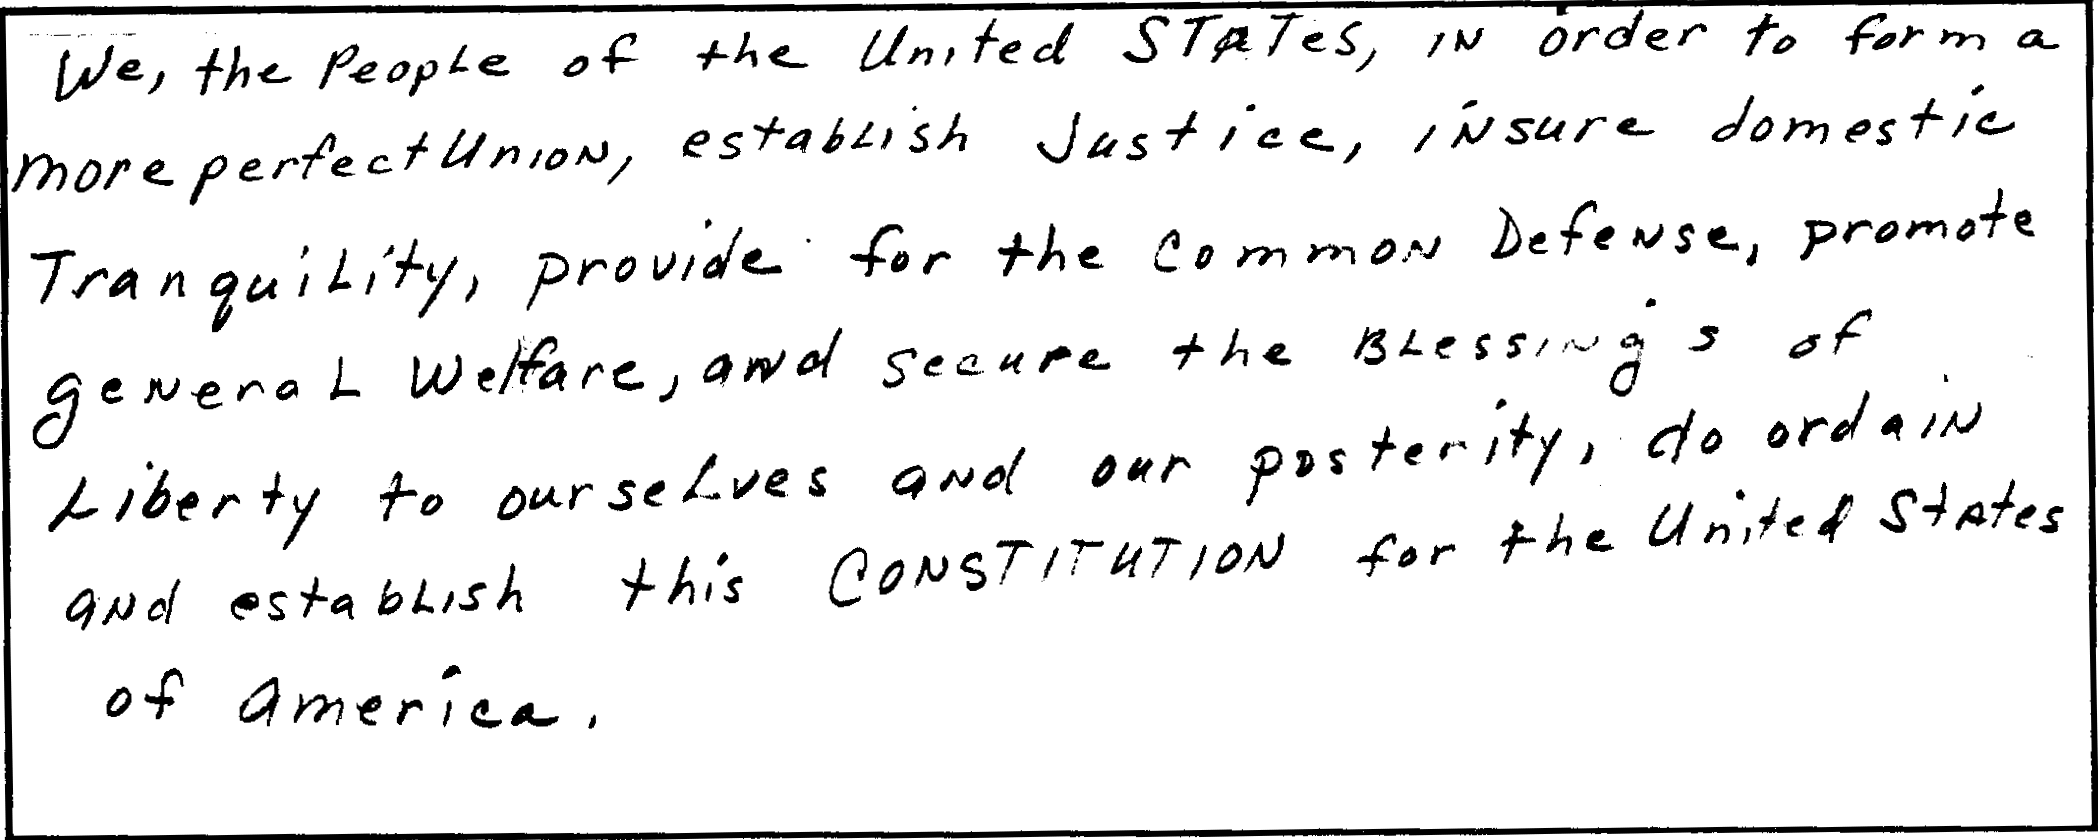 We, the People of the United STATES, in order to form a
more perfect Union, establish Justice, insure domestic
Tranquility, provide for the Common Defense, promote
general Welfare, and secure the Blessings of
Liberty to ourselves and our posterity, do ordain
and establish this CONSTITUTION for the United States
of america.